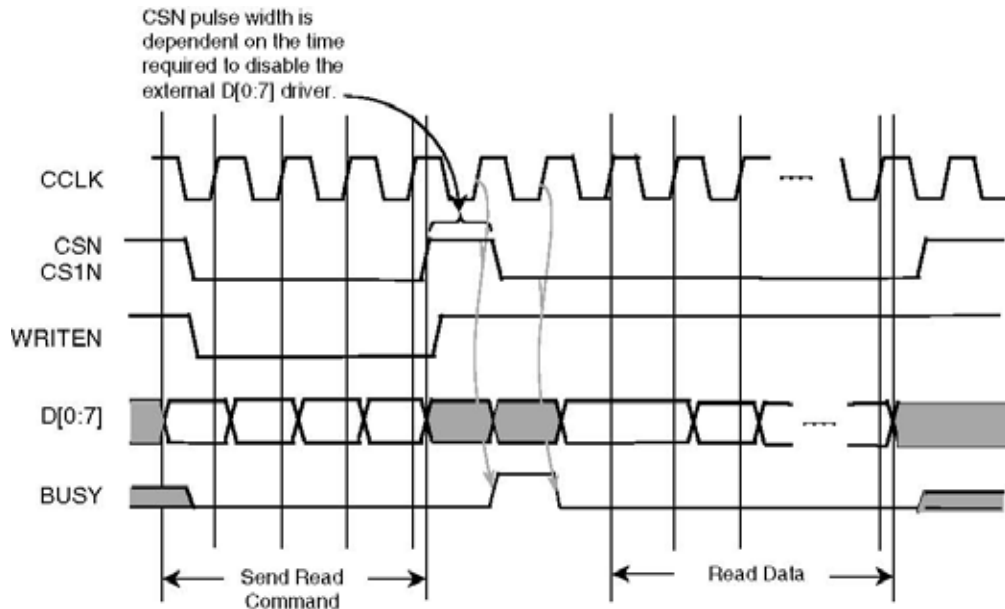 CSN pulse width is
dependent on the time
required to disable the
external D[0:7] driver.
CCLK
CSN
CS1N
WRITEN
D[0:7]
BUSY
Send Read
Command
Read Data